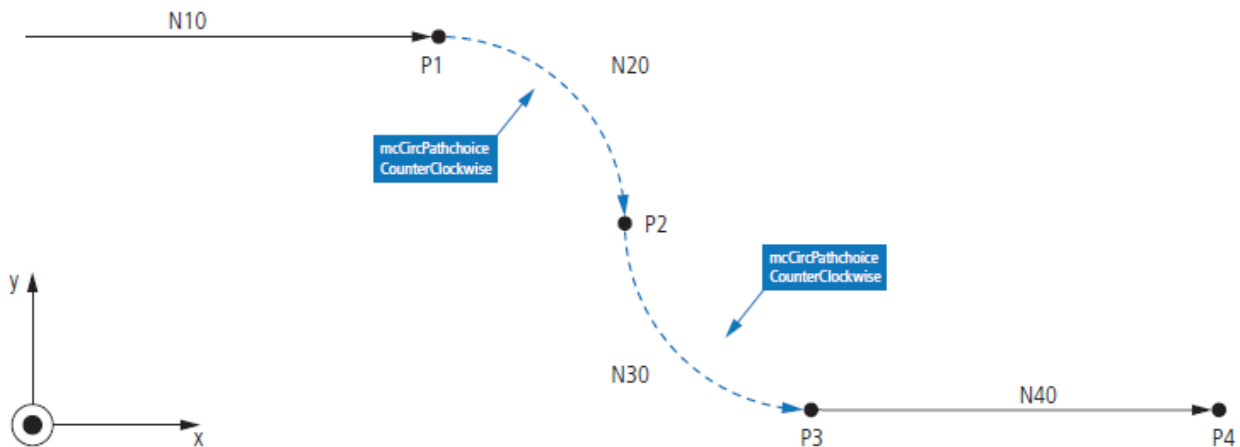 N10
P1
N20
mcCircPathchoice
CounterClockwise
P2
mcCircPathchoice
CounterClockwise
y
N30
N40
x
P3
P4